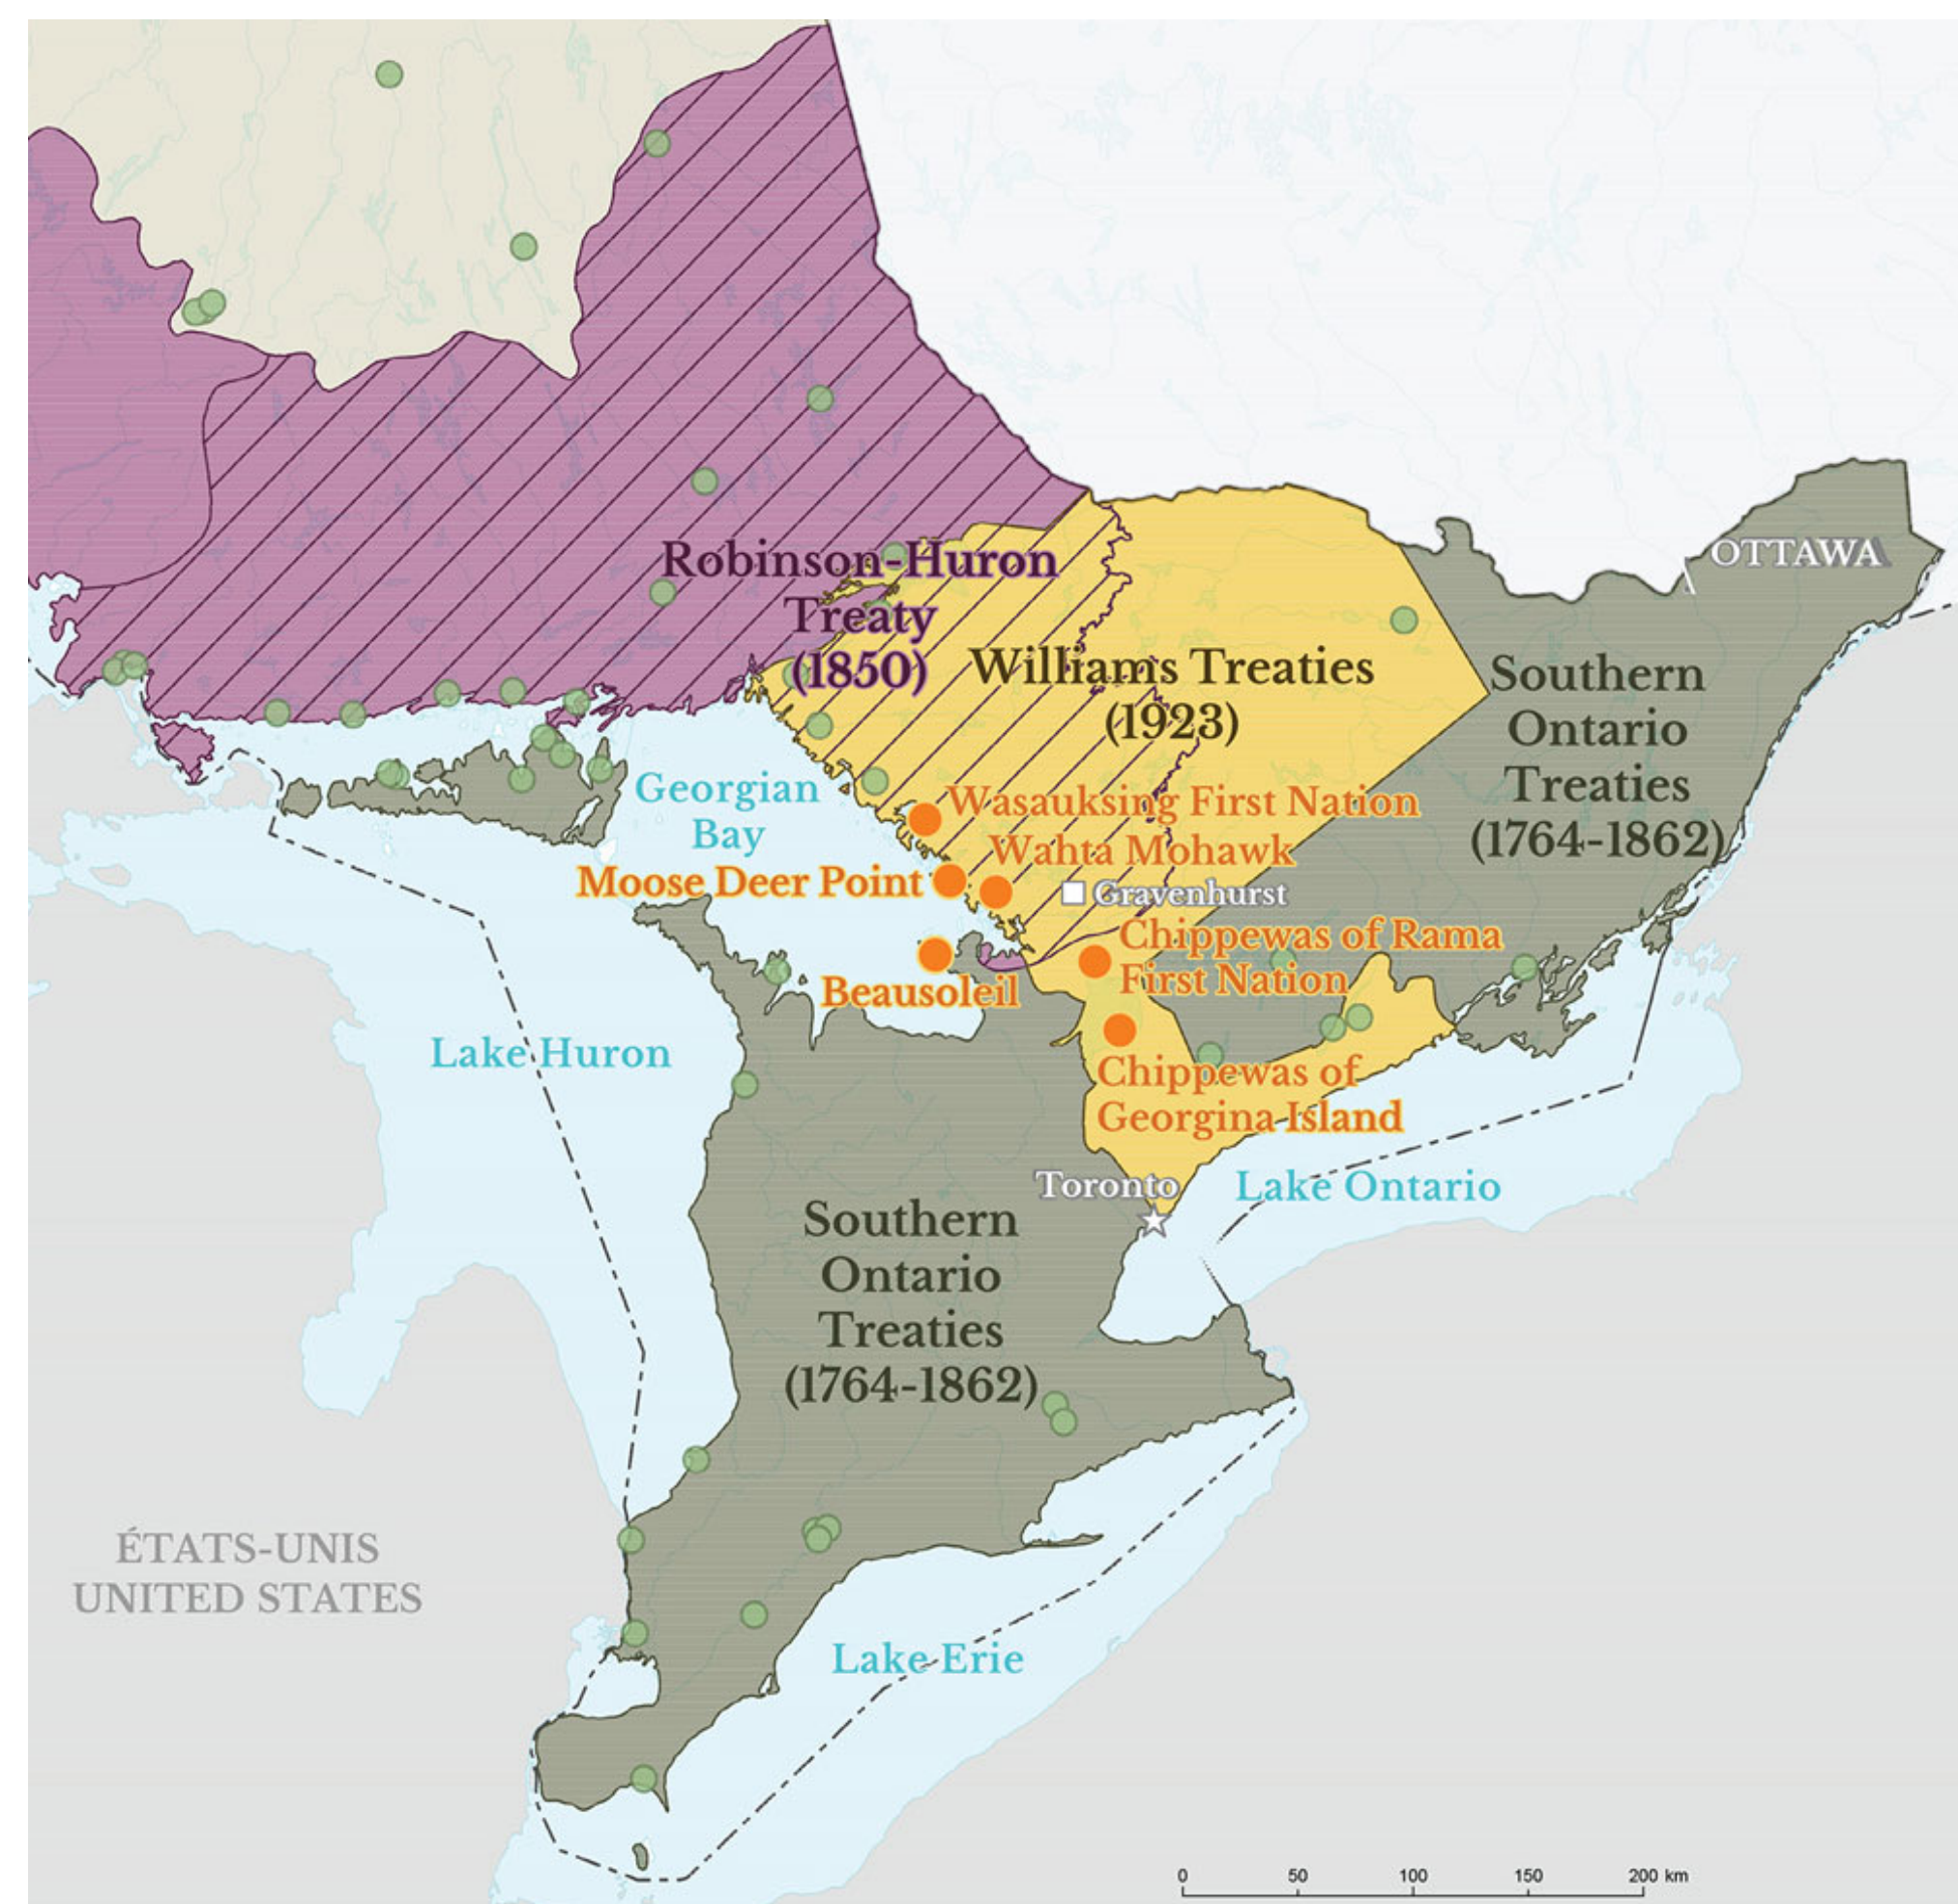 OTTAWA
Robinson-Huron
Treaty
(1850)
Williams Treaties
(1923)
Southern
Ontario
Treaties
(1764-1862)
Georgian
Bay
Wasauksing First Nation
Wahta Mohawk
Moose Deer Point
Gravenhurst
Chippewas of Rama
First Nation
Beausoleil
Lake Huron
Chippewas of
Georgina Island
Toronto
Lake Ontario
Southern
Ontario
Treaties
(1764-1862)
ÉTATS-UNIS
UNITED STATES
Lake Erie
0 50 100 150 200 km